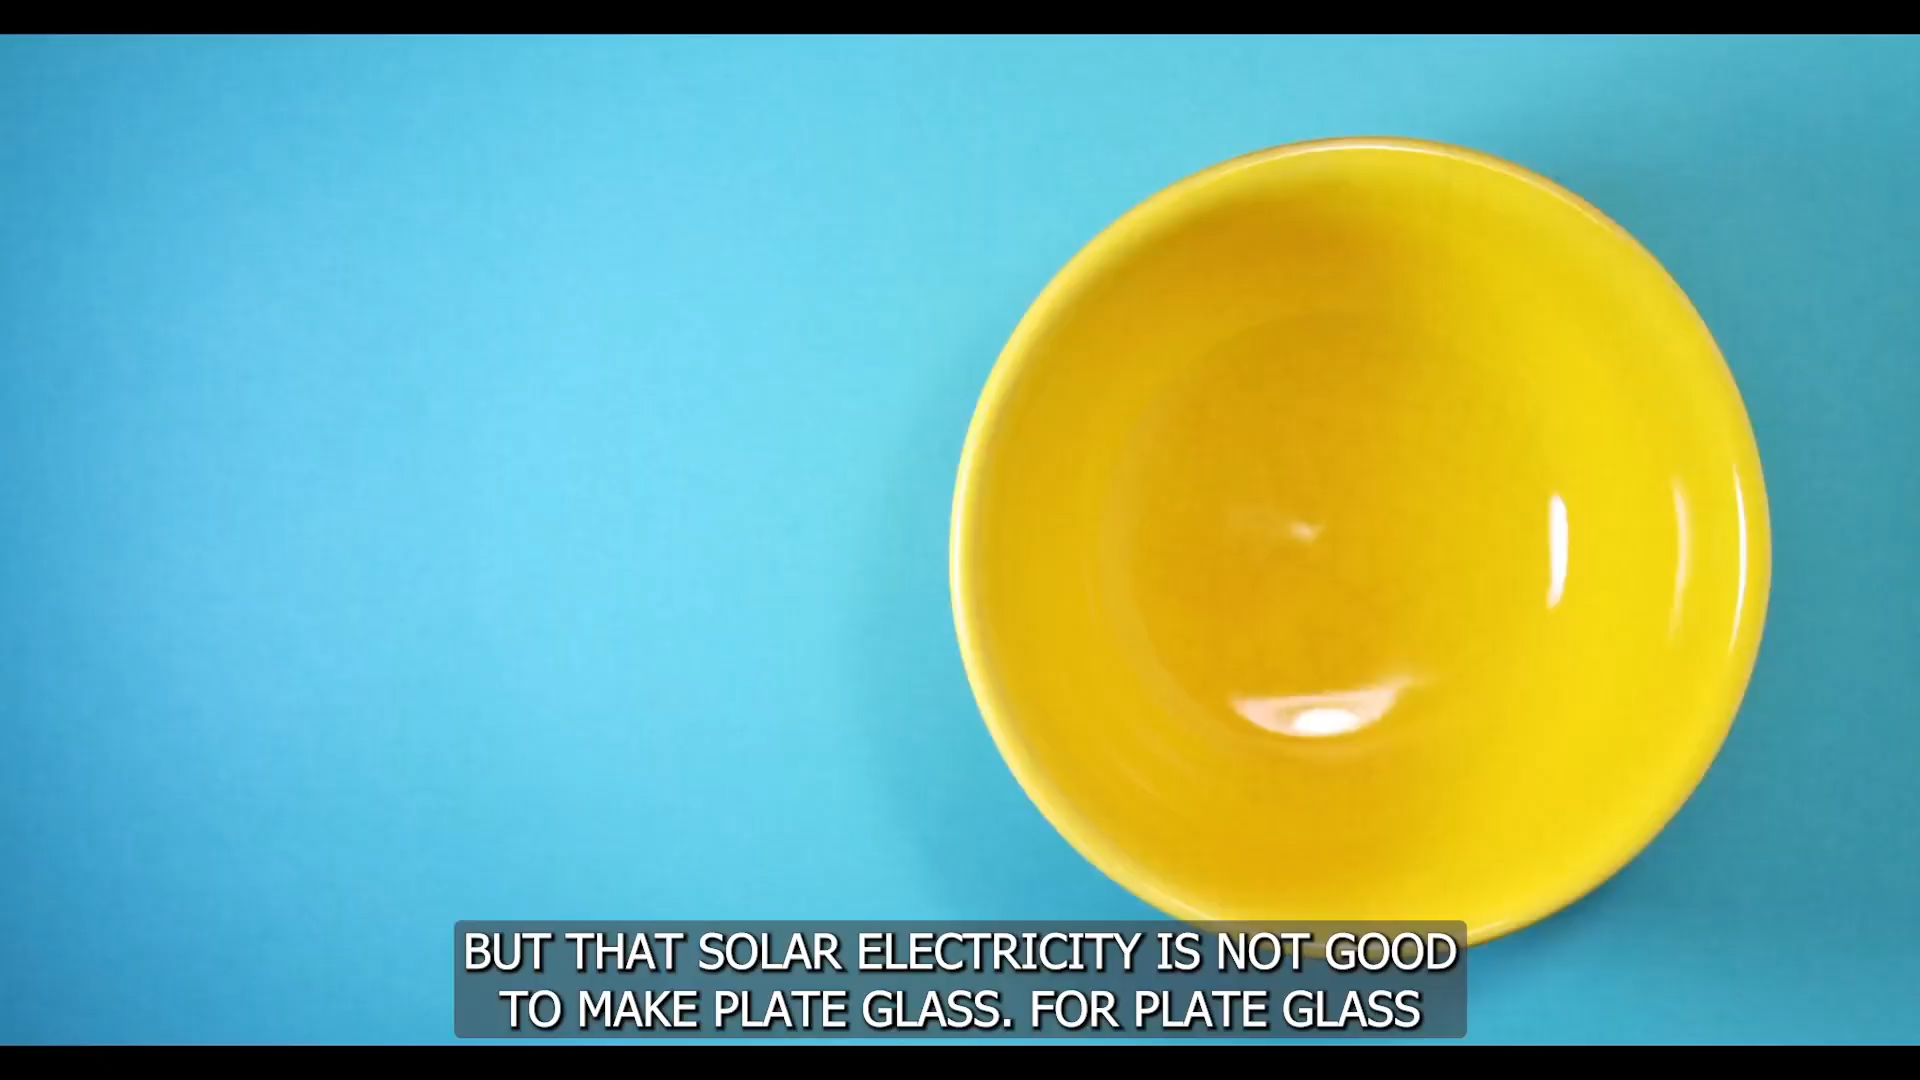 BUT THAT SOLAR ELECTRICITY IS NOT GOOD
TO MAKE PLATE GLASS. FOR PLATE GLASS